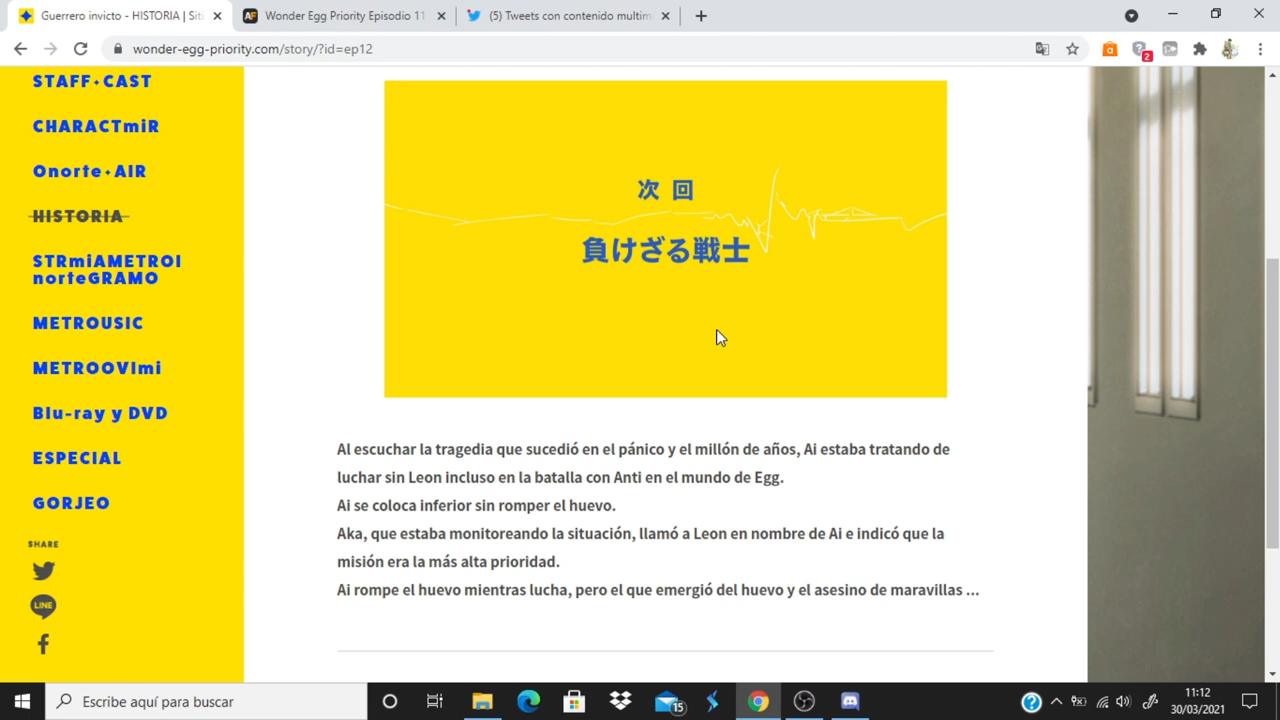 Guerrero invicto - HISTORIA | Siti
Wonder Egg Priority Episodio 11
(5) Tweets con contenido multim
wonder-egg-priority.com/story/?id=ep12
2
STAFF+CAST
CHARACTmiR
Onorte+AIR
HISTORIA
STRmiAMETROI
norteGRAMO
METROUSIC
METROOVImi
Blu-ray y DVD
ESPECIAL
GORJEO
SHARE
LINE
次 回
負けざる戦士
Al escuchar la tragedia que sucedió en el pánico y el millón de años, Ai estaba tratando de
luchar sin Leon incluso en la batalla con Anti en el mundo de Egg.
Ai se coloca inferior sin romper el huevo.
Aka, que estaba monitoreando la situación, llamó a Leon en nombre de Ai e indicó que la
misión era la más alta prioridad.
Ai rompe el huevo mientras lucha, pero el que emergió del huevo y el asesino de maravillas ...
Escribe aquí para buscar
15
11:12
30/03/2021